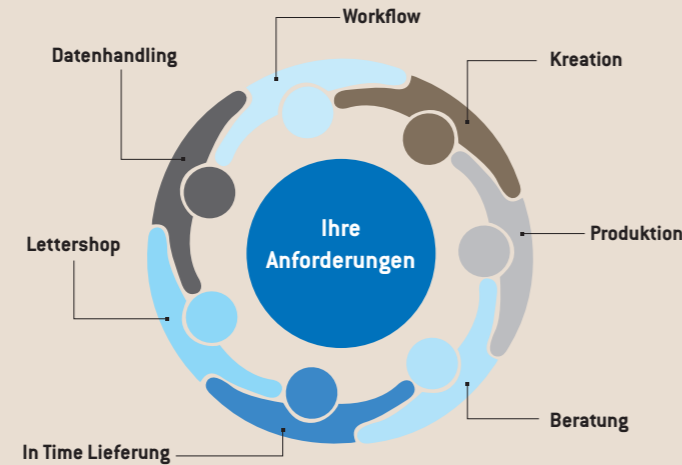 Workflow
Datenhandling
Kreation
Ihre
Anforderungen
Produktion
Lettershop
Beratung
In Time Lieferung